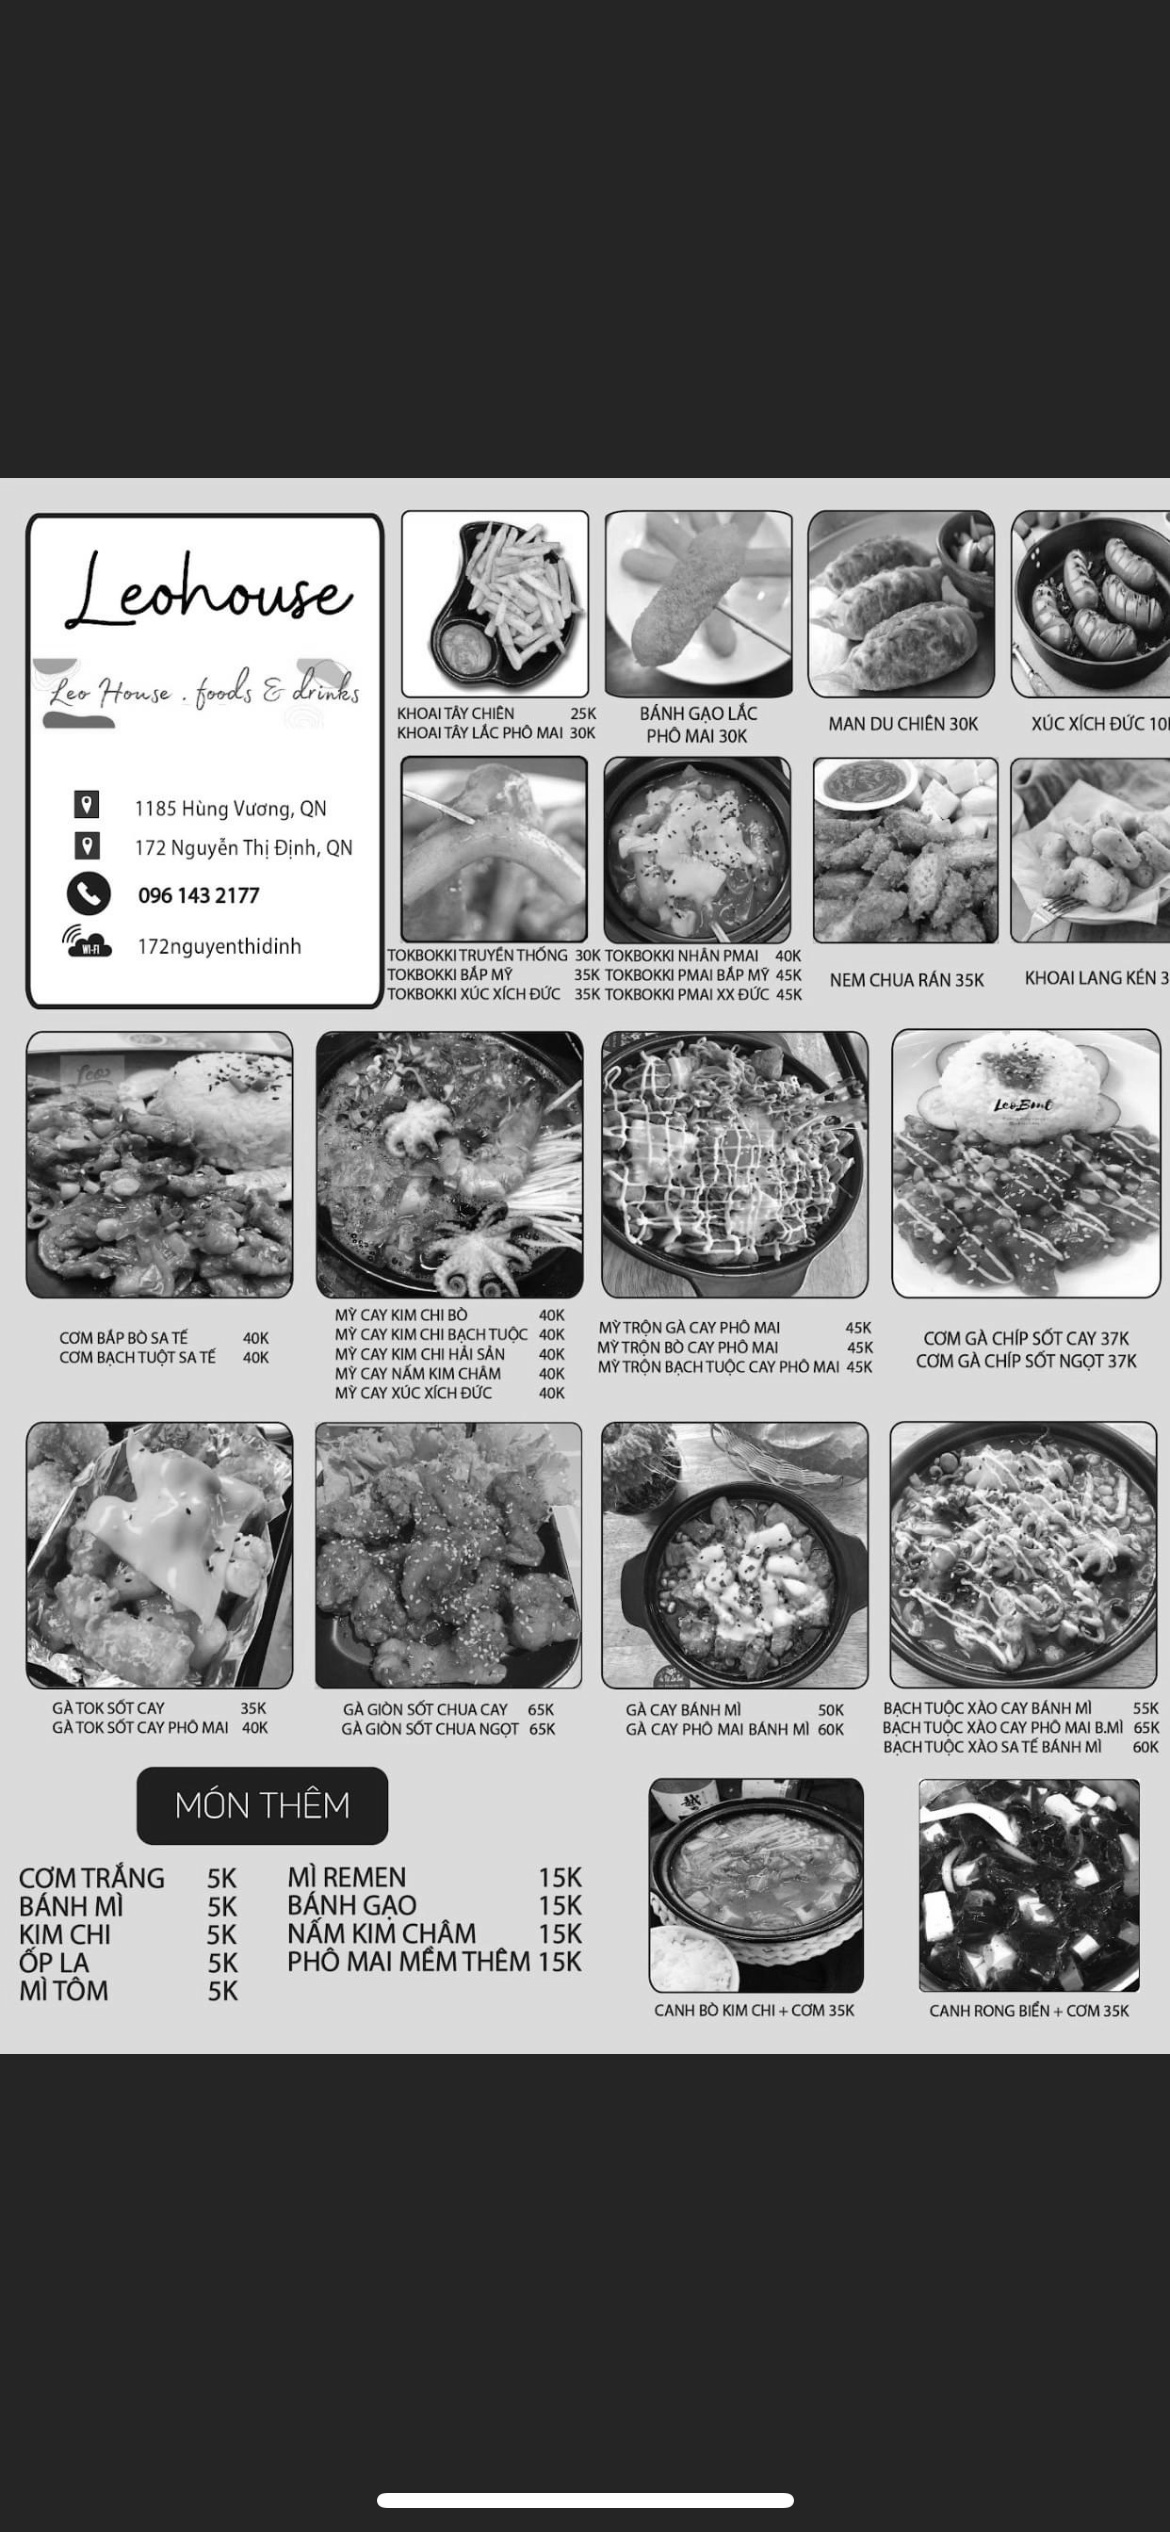 Leohouse
Leo House . foods & drinks
1185 Hùng Vương, QN
172 Nguyễn Thị Định, QN
096 143 2177
WI-FI
172nguyenthidinh
KHOAI TÂY CHIÊN 25K
KHOAI TÂY LẮC PHÔ MAI 30K
BÁNH GẠO LẮC
PHÔ MAI 30K
MAN DU CHIÊN 30K
XÚC XÍCH ĐỨC
TOKBOKKI TRUYỀN THỐNG 30K
TOKBOKKI BẮP MỸ 35K
TOKBOKKI XÚC XÍCH ĐỨC 35K
TOKBOKKI NHÂN PMAI 40K
TOKBOKKI PMAI BẮP MỸ 45K
TOKBOKKI PMAI XX ĐỨC 45K
NEM CHUA RÁN 35K
KHOAI LANG KÉN
CƠM BẮP BÒ SA TẾ 40K
CƠM BẠCH TUỘT SA TẾ 40K
MỲ CAY KIM CHI BÒ 40K
MỲ CAY KIM CHI BẠCH TUỘC 40K
MỲ CAY KIM CHI HẢI SẢN 40K
MỲ CAY NẤM KIM CHÂM 40K
MỲ CAY XÚC XÍCH ĐỨC 40K
MỲ TRỘN GÀ CAY PHÔ MAI 45K
MỲ TRỘN BÒ CAY PHÔ MAI 45K
MỲ TRỘN BẠCH TUỘC CAY PHÔ MAI 45K
CƠM GÀ CHÍP SỐT CAY 37K
CƠM GÀ CHÍP SỐT NGỌT 37K
GÀ TOK SỐT CAY 35K
GÀ TOK SỐT CAY PHÔ MAI 40K
GÀ GIÒN SỐT CHUA CAY 65K
GÀ GIÒN SỐT CHUA NGỌT 65K
GÀ CAY BÁNH MÌ 50K
GÀ CAY PHÔ MAI BÁNH MÌ 60K
BẠCH TUỘC XÀO CAY BÁNH MÌ 55K
BẠCH TUỘC XÀO CAY PHÔ MAI B.MÌ 65K
BẠCH TUỘC XÀO SA TẾ BÁNH MÌ 60K
MÓN THÊM
CƠM TRẮNG 5K
BÁNH MÌ 5K
KIM CHI 5K
ỐP LA 5K
MÌ TÔM 5K
MÌ REMEN 15K
BÁNH GẠO 15K
NẤM KIM CHÂM 15K
PHÔ MAI MỀM THÊM 15K
CANH BÒ KIM CHI + CƠM 35K
CANH RONG BIỂN + CƠM 35K